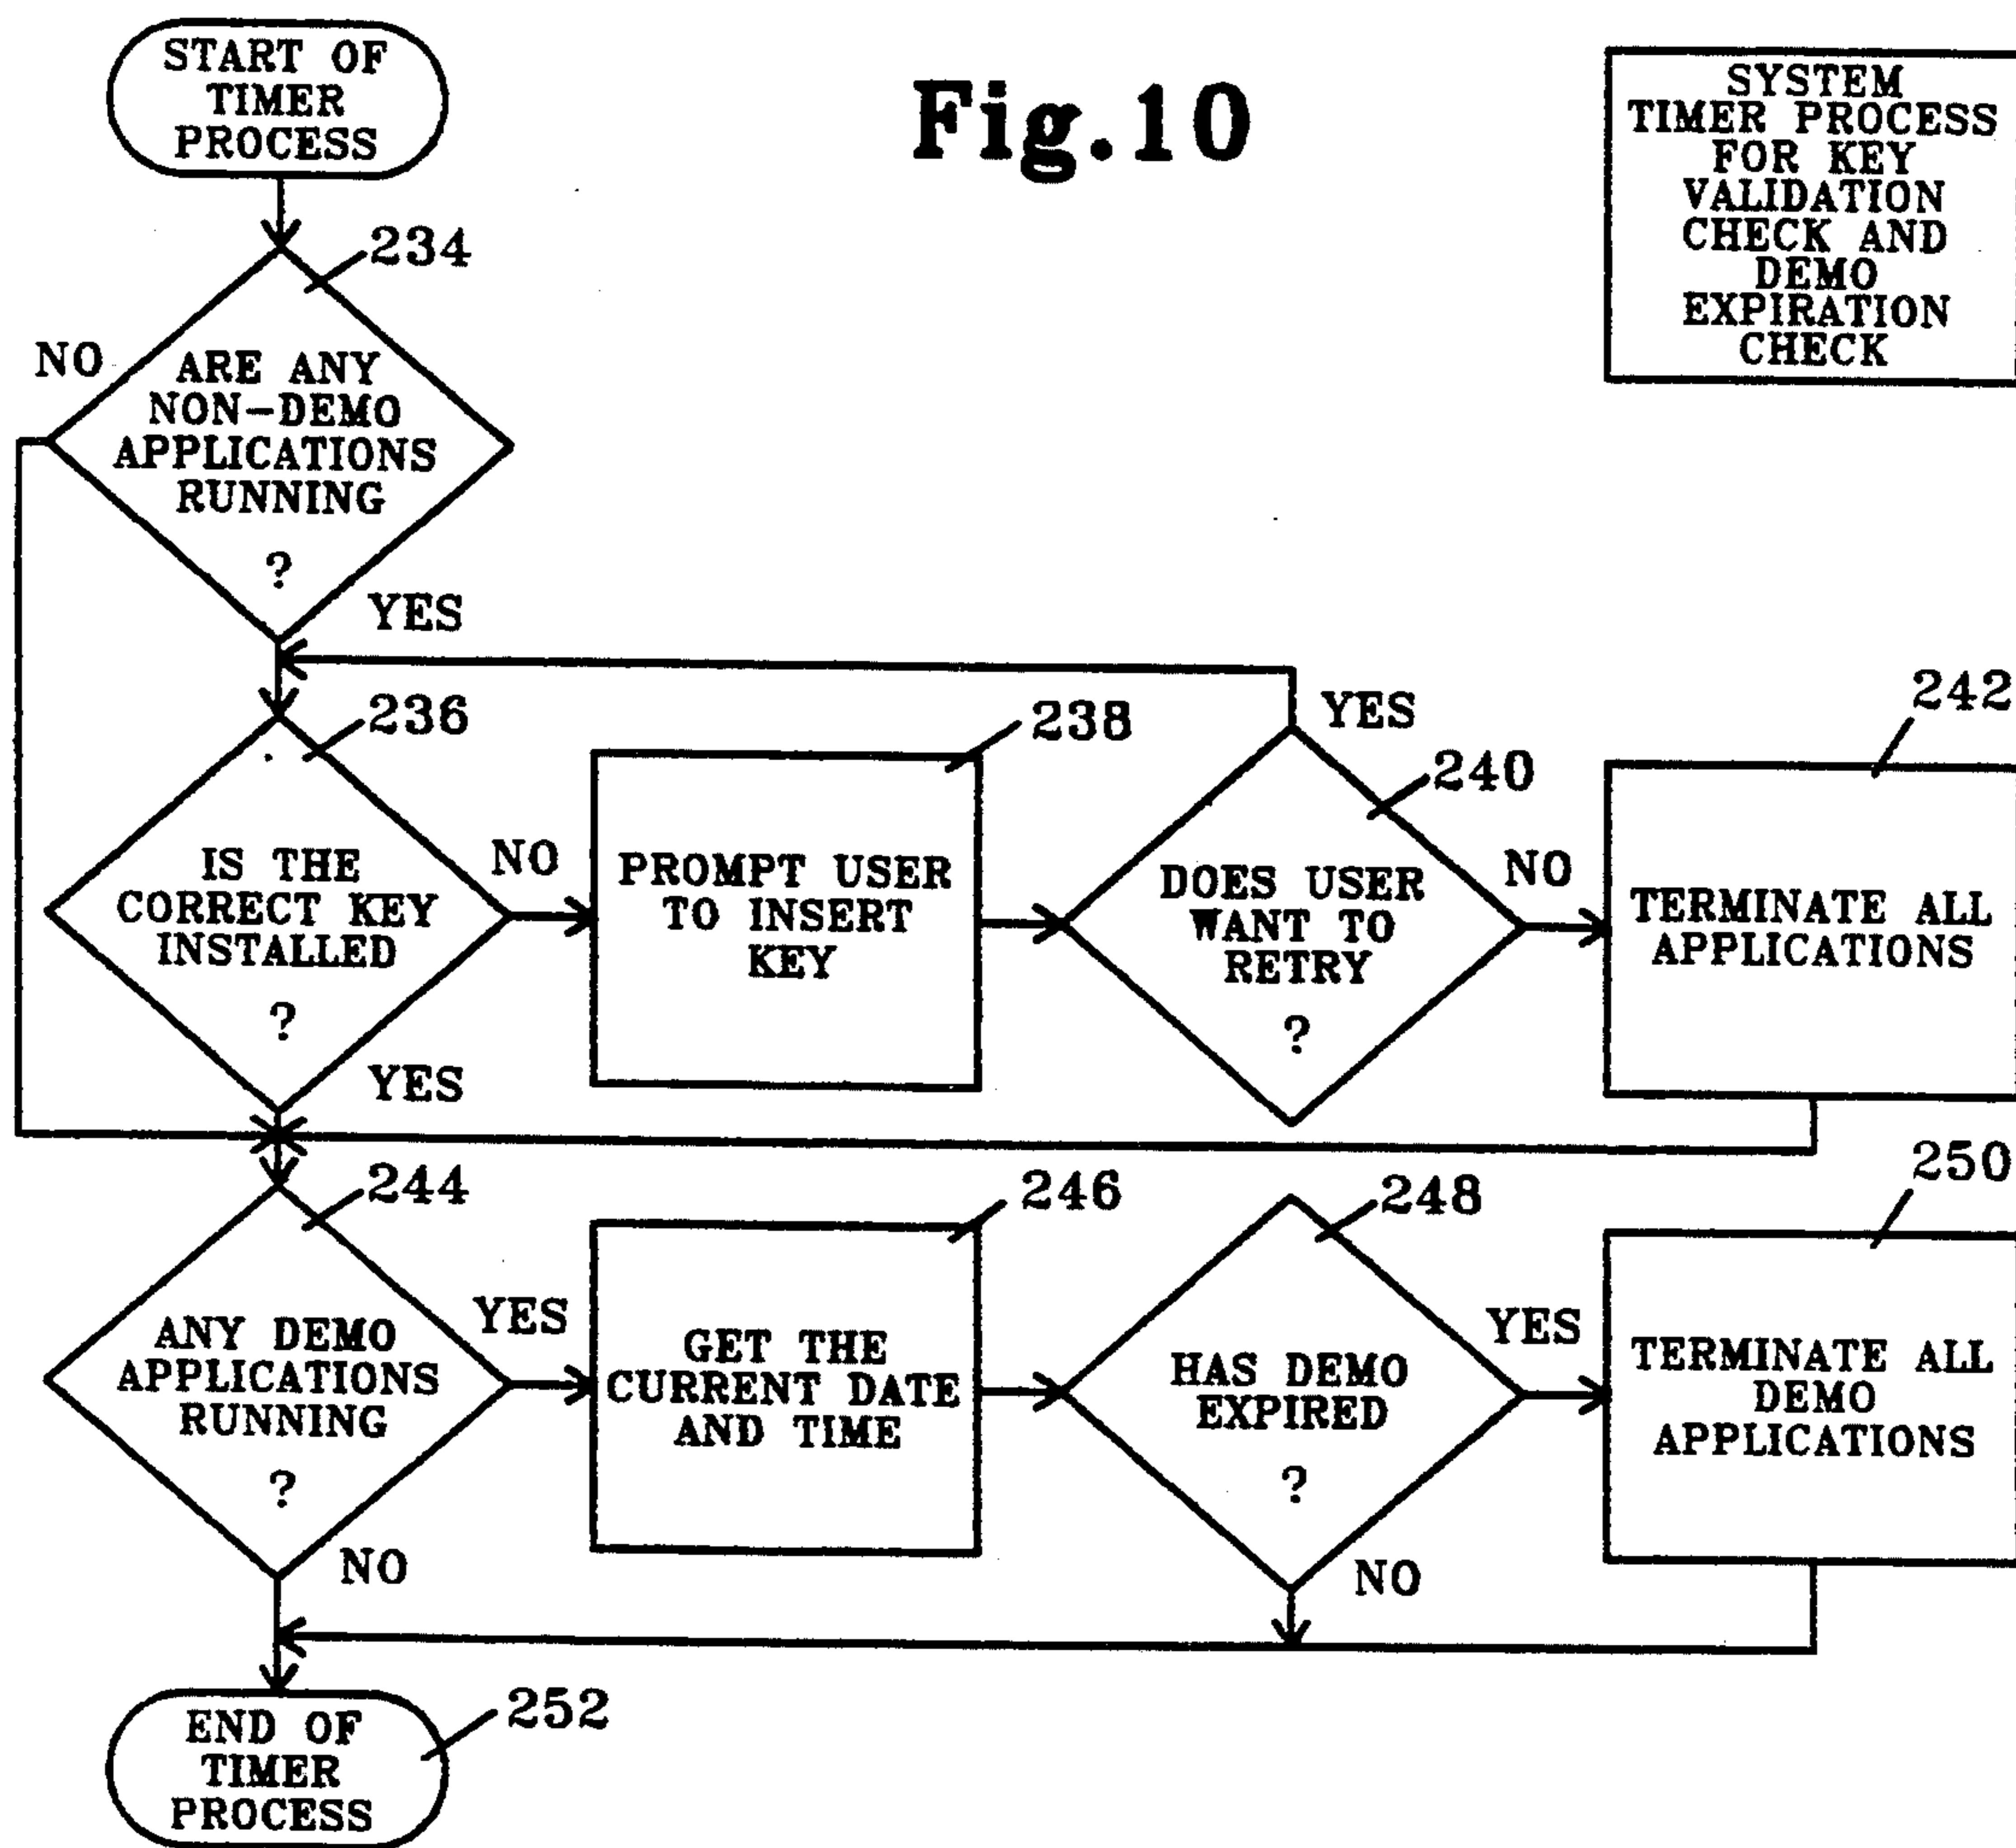 START OF
TIMER
PROCESS
Fig.10
SYSTEM
TIMER PROCESS
FOR KEY
VALIDATION
CHECK AND
DEMO
EXPIRATION
CHECK
234
NO
ARE ANY
NON-DEMO
APPLICATIONS
RUNNING
?
YES
236
IS THE
CORRECT KEY
INSTALLED
?
NO
YES
238
PROMPT USER
TO INSERT
KEY
YES
240
DOES USER
WANT TO
RETRY
?
NO
242
TERMINATE ALL
APPLICATIONS
244
ANY DEMO
APPLICATIONS
RUNNING
?
YES
NO
246
GET THE
CURRENT DATE
AND TIME
248
HAS DEMO
EXPIRED
?
YES
NO
250
TERMINATE ALL
DEMO
APPLICATIONS
END OF
TIMER
PROCESS
252